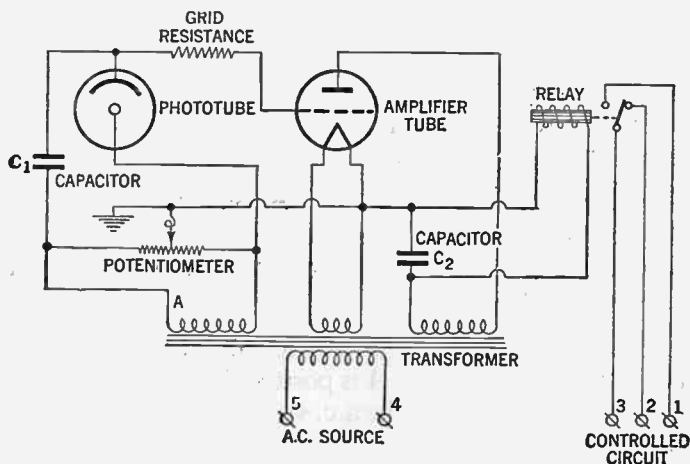 GRID
RESISTANCE
PHOTOTUBE
AMPLIFIER
TUBE
RELAY
C1
CAPACITOR
CAPACITOR
C2
POTENTIOMETER
A
TRANSFORMER
5
4
A.C. SOURCE
3
2
1
CONTROLLED
CIRCUIT